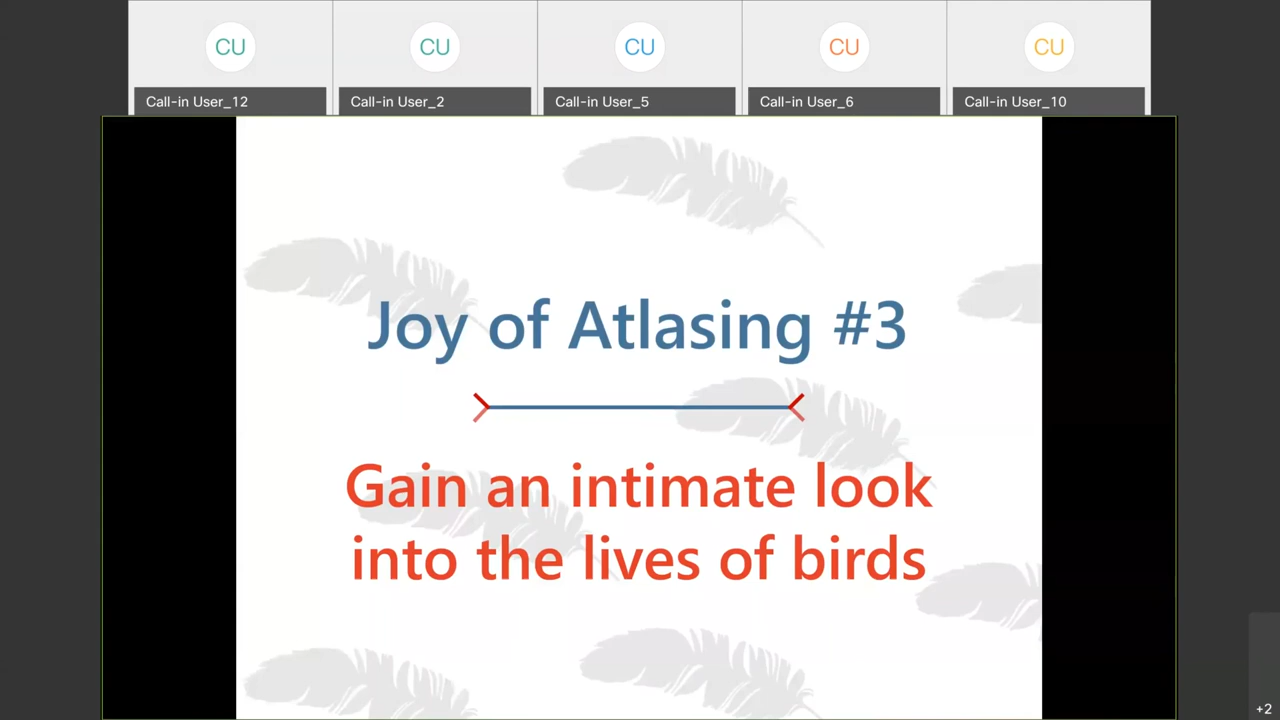 CU
CU
CU
CU
CU
Call-in User_12
Call-in User_2
Call-in User_5
Call-in User_6
Call-in User_10
Joy of Atlasing #3
Gain an intimate look
into the lives of birds
+2